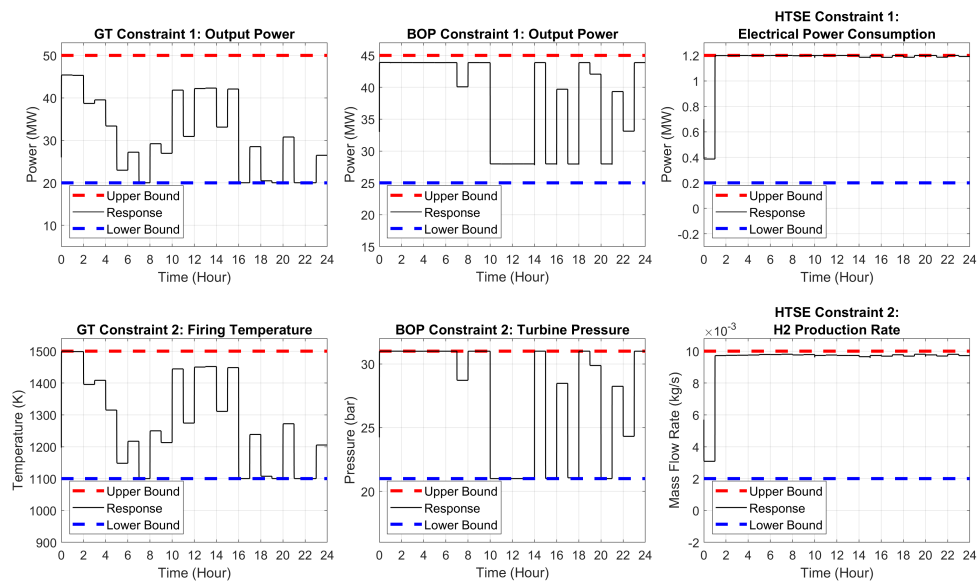 GT Constraint 1: Output Power
50
40
30
20
10
Power (MW)
Upper Bound
Response
Lower Bound
0 2 4 6 8 10 12 14 16 18 20 22 24
Time (Hour)
BOP Constraint 1: Output Power
45
40
35
30
25
20
15
Power (MW)
Upper Bound
Response
Lower Bound
0 2 4 6 8 10 12 14 16 18 20 22 24
Time (Hour)
HTSE Constraint 1:
Electrical Power Consumption
1.2
1
0.8
0.6
0.4
0.2
0
-0.2
Power (MW)
Upper Bound
Response
Lower Bound
0 2 4 6 8 10 12 14 16 18 20 22 24
Time (Hour)
GT Constraint 2: Firing Temperature
1500
1400
1300
1200
1100
1000
900
Temperature (K)
Upper Bound
Response
Lower Bound
0 2 4 6 8 10 12 14 16 18 20 22 24
Time (Hour)
BOP Constraint 2: Turbine Pressure
30
25
20
Pressure (bar)
Upper Bound
Response
Lower Bound
0 2 4 6 8 10 12 14 16 18 20 22 24
Time (Hour)
HTSE Constraint 2:
H2 Production Rate
×10⁻³
10
8
6
4
2
0
-2
Mass Flow Rate (kg/s)
Upper Bound
Response
Lower Bound
0 2 4 6 8 10 12 14 16 18 20 22 24
Time (Hour)